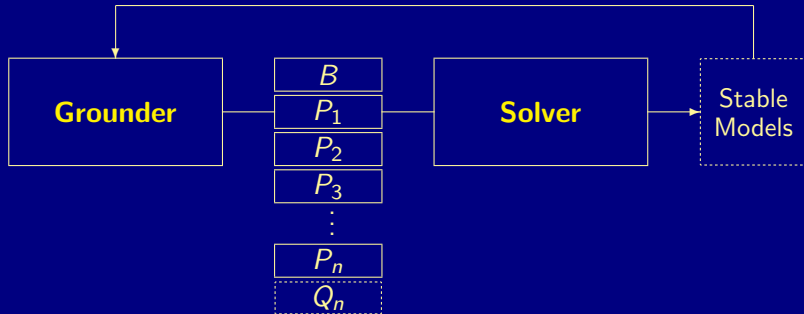 Grounder
B
P₁
P₂
P₃
⋮
Pₙ
Qₙ
Solver
Stable
Models